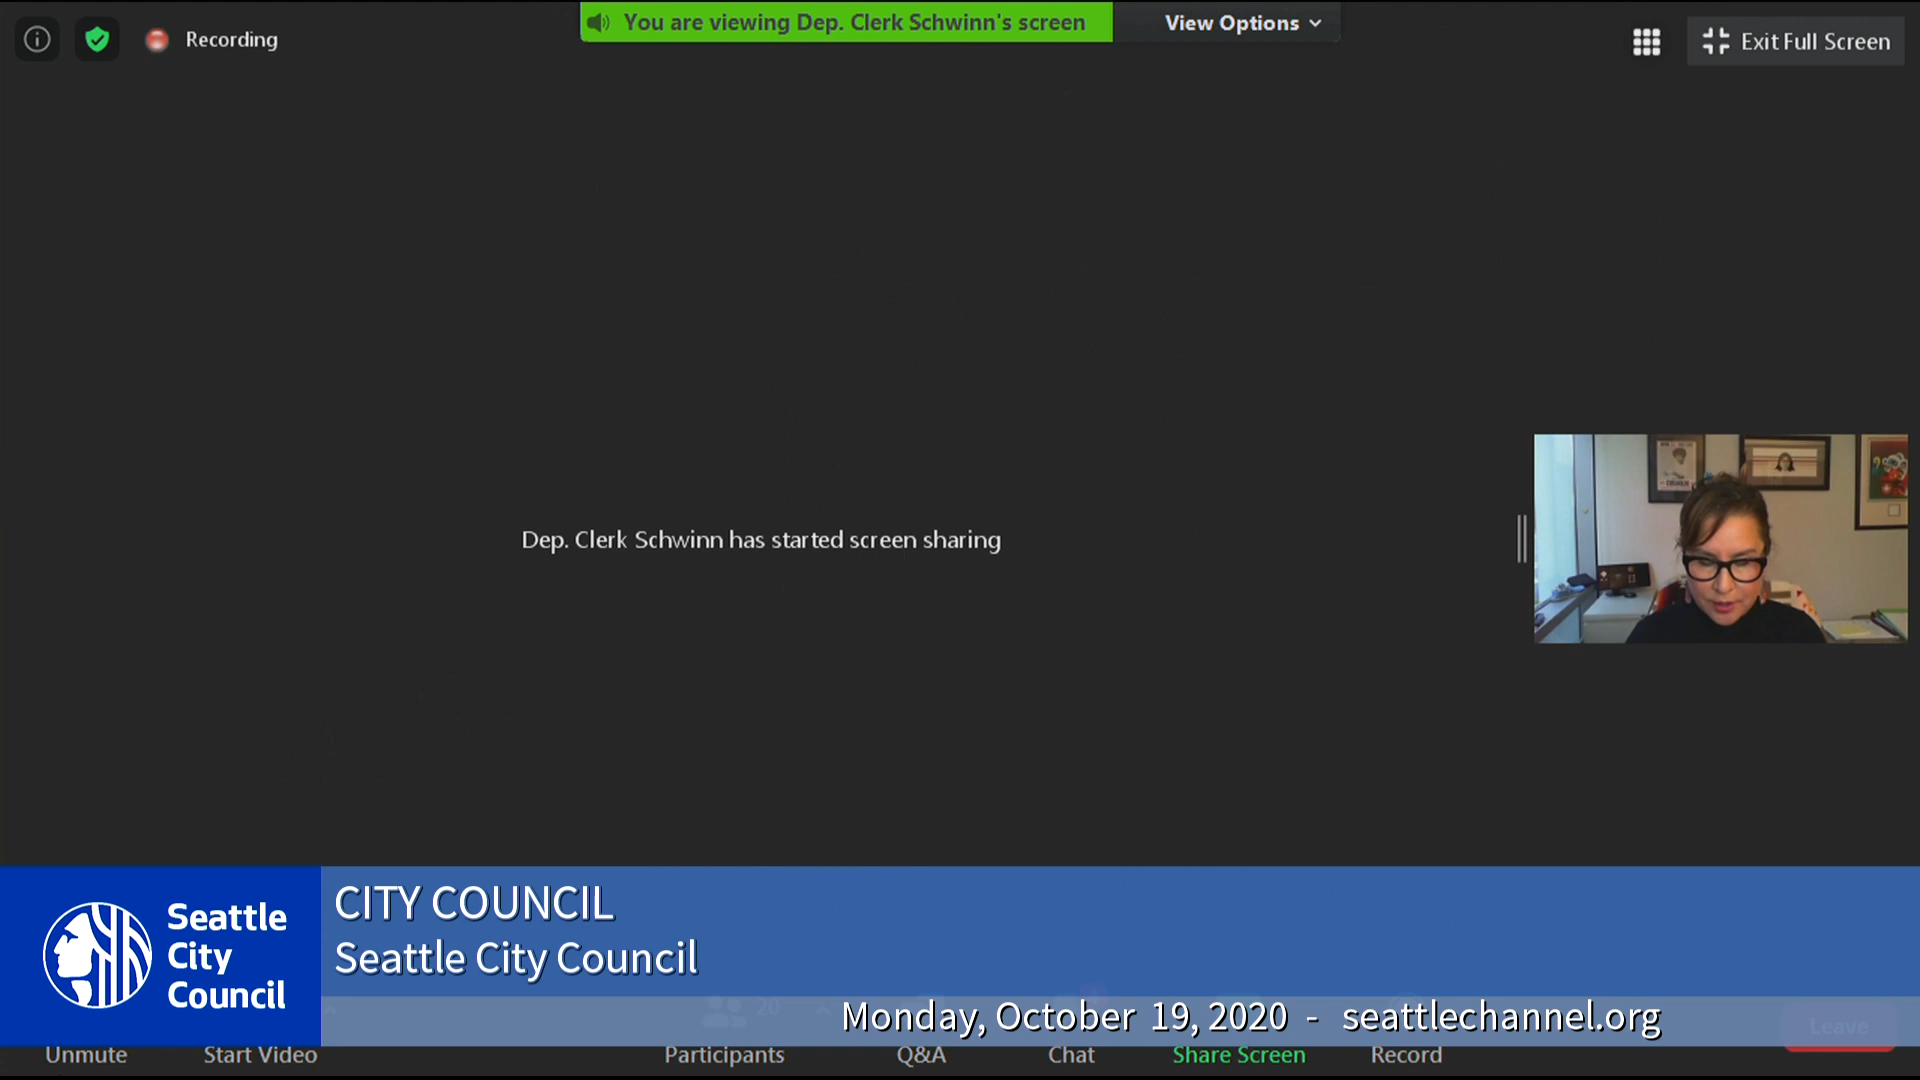 Recording
You are viewing Dep. Clerk Schwinn's screen
View Options
Exit Full Screen
Dep. Clerk Schwinn has started screen sharing
Seattle
City
Council
CITY COUNCIL
Seattle City Council
20
Monday, October 19, 2020 - seattlechannel.org
Leave
Unmute
Start Video
Participants
Q&A
Chat
Share Screen
Record